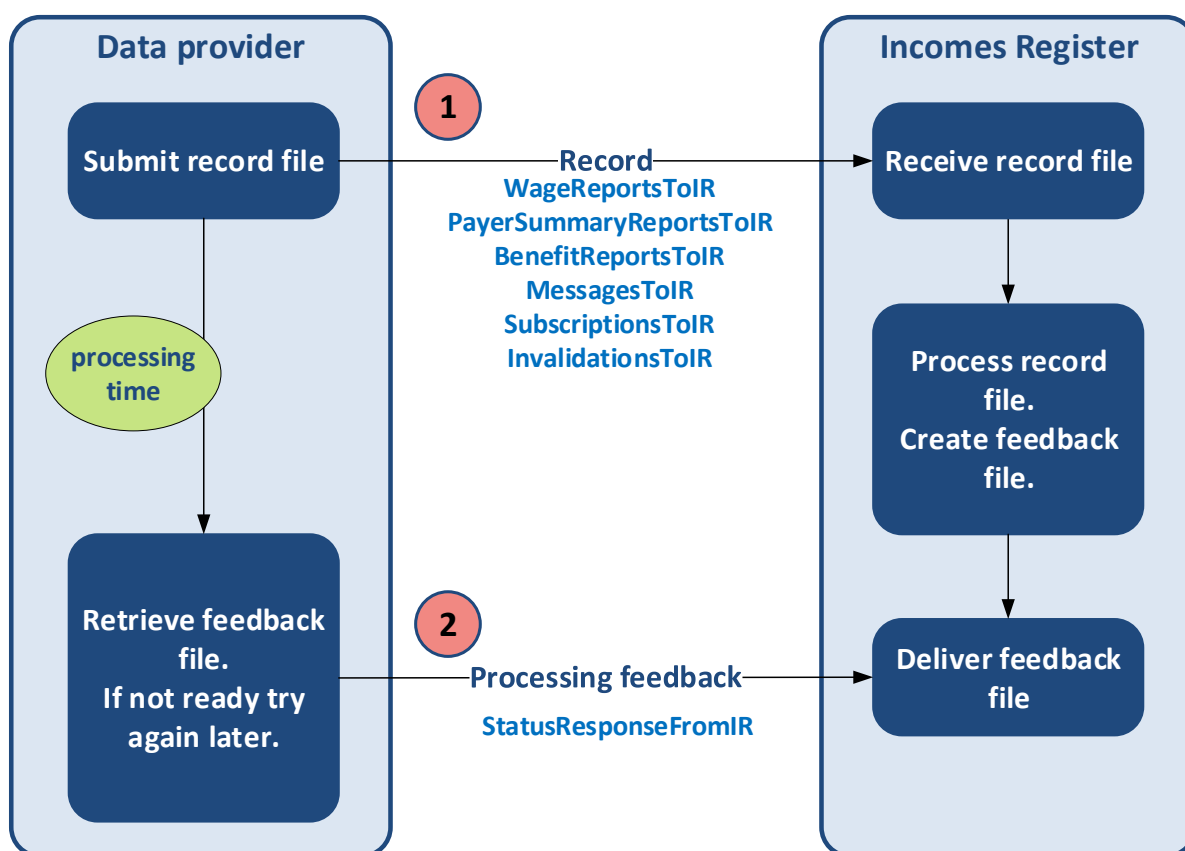 Data provider
Incomes Register
1
Submit record file
Record
Receive record file
WageReportsToIR
PayerSummaryReportsToIR
BenefitReportsToIR
MessagesToIR
SubscriptionsToIR
InvalidationsToIR
processing
time
Process record
file.
Create feedback
file.
2
Retrieve feedback
file.
If not ready try
again later.
Processing feedback
StatusResponseFromIR
Deliver feedback
file